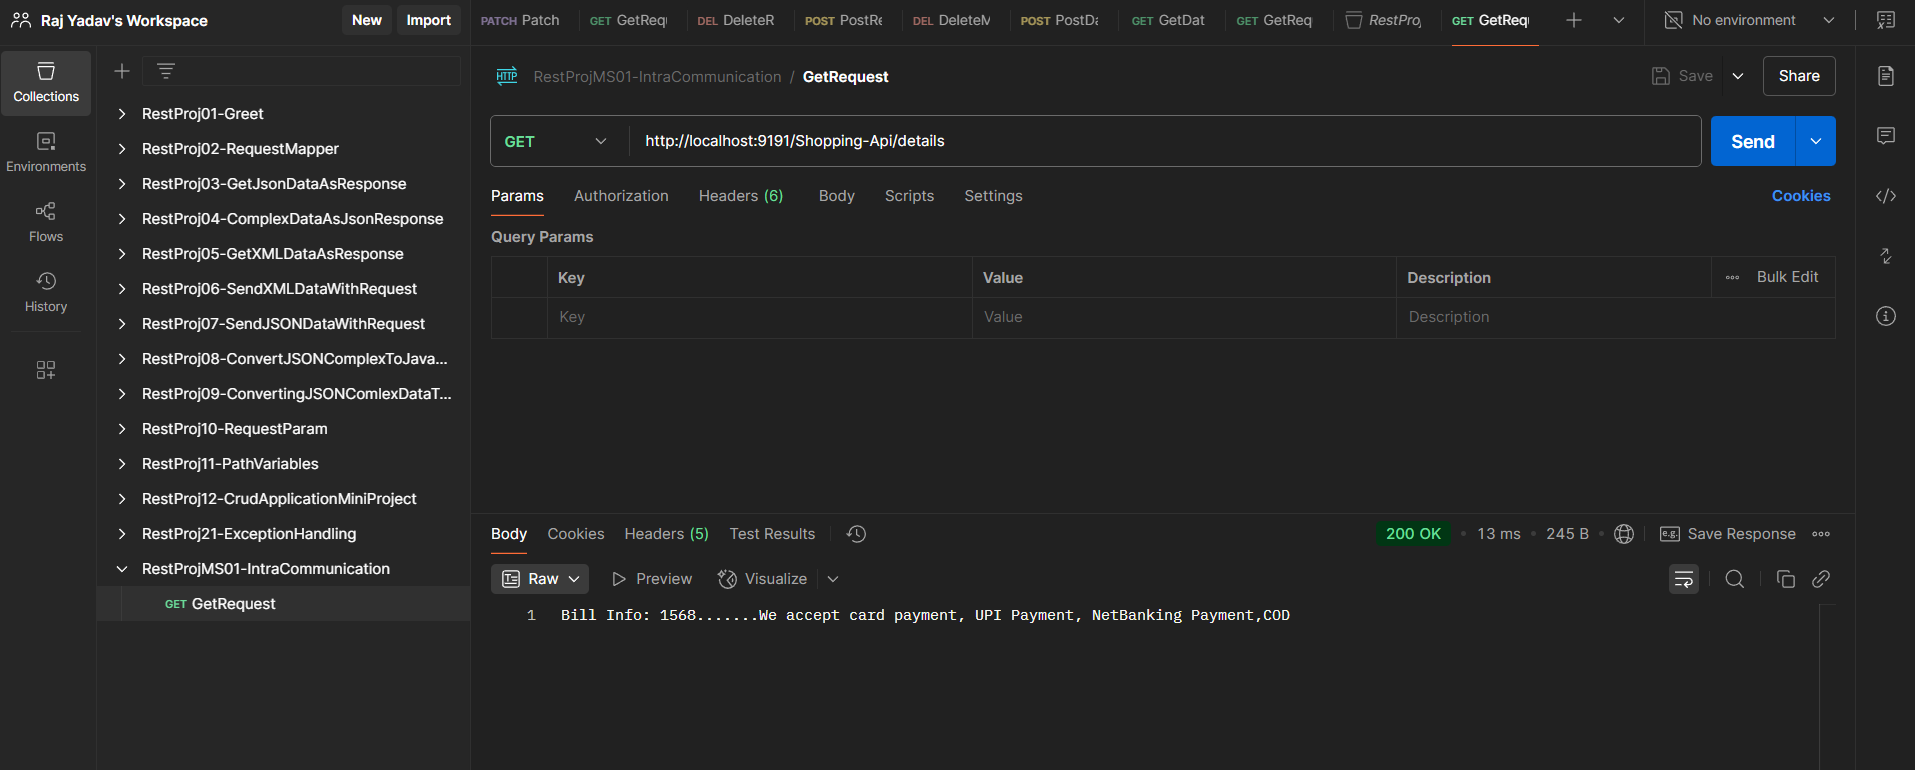 Raj Yadav's Workspace
New
Import
PATCH Patch
GET GetReq
DEL DeleteR
POST PostRe
DEL DeleteM
POST PostDa
GET GetDat
GET GetReq
RestProj
GET GetReq
No environment
Collections
Environments
Flows
History
RestProj01-Greet
RestProj02-RequestMapper
RestProj03-GetJsonDataAsResponse
RestProj04-ComplexDataAsJsonResponse
RestProj05-GetXMLDataAsResponse
RestProj06-SendXMLDataWithRequest
RestProj07-SendJSONDataWithRequest
RestProj08-ConvertJSONComplexToJava...
RestProj09-ConvertingJSONComlexDataT...
RestProj10-RequestParam
RestProj11-PathVariables
RestProj12-CrudApplicationMiniProject
RestProj21-ExceptionHandling
RestProjMS01-IntraCommunication
GET GetRequest
HTTP RestProjMS01-IntraCommunication / GetRequest
Save
Share
GET
http://localhost:9191/Shopping-Api/details
Send
Params Authorization Headers (6) Body Scripts Settings
Cookies
Query Params
Key Value Description Bulk Edit
Key Value Description
Body Cookies Headers (5) Test Results
200 OK • 13 ms • 245 B •
e.g. Save Response
Raw Preview Visualize
1 Bill Info: 1568.......We accept card payment, UPI Payment, NetBanking Payment,COD